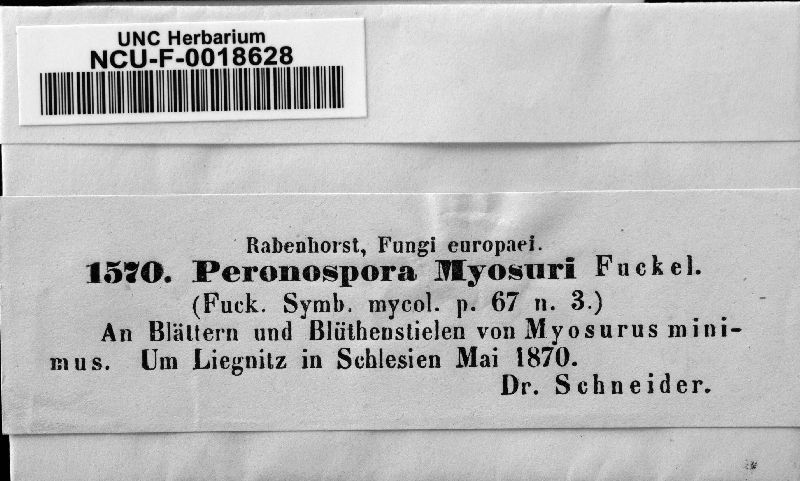 UNC Herbarium
NCU-F-0018628
Rabenhorst, Fungi europaei.
1570. Peronospora Myosuri Fuckel.
(Fuck. Symb. mycol. p. 67 n. 3.)
An Blättern und Blüthenstielen von Myosurus mini-
mus. Um Liegnitz in Schlesien Mai 1870.
Dr. Schneider.